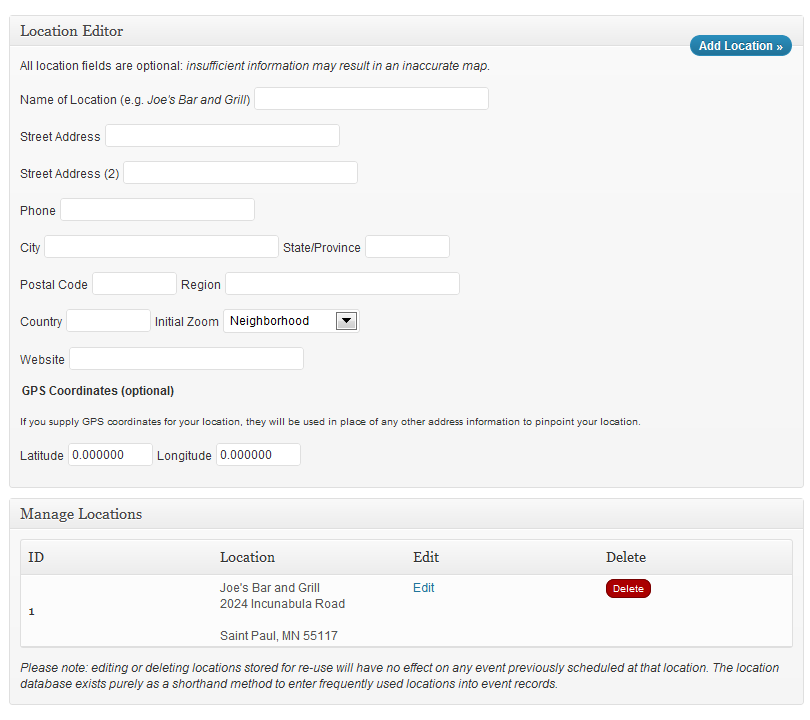 Location Editor
Add Location »
All location fields are optional: insufficient information may result in an inaccurate map.
Name of Location (e.g. Joe's Bar and Grill)
Street Address
Street Address (2)
Phone
City State/Province
Postal Code Region
Country Initial Zoom Neighborhood
Website
GPS Coordinates (optional)
If you supply GPS coordinates for your location, they will be used in place of any other address information to pinpoint your location.
Latitude 0.000000 Longitude 0.000000
Manage Locations
ID Location Edit Delete
1 Joe's Bar and Grill Edit Delete
2024 Incunabula Road
Saint Paul, MN 55117
Please note: editing or deleting locations stored for re-use will have no effect on any event previously scheduled at that location. The location
database exists purely as a shorthand method to enter frequently used locations into event records.